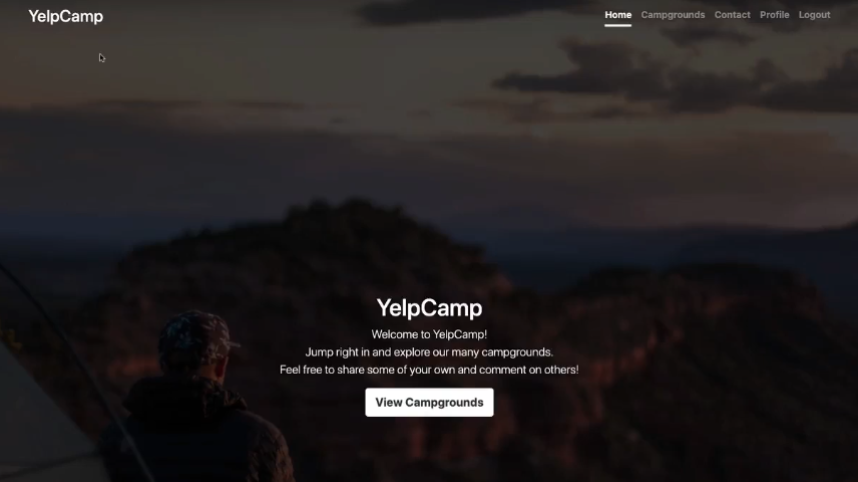 YelpCamp
Home Campgrounds Contact Profile Logout
YelpCamp
Welcome to YelpCamp!
Jump right in and explore our many campgrounds.
Feel free to share some of your own and comment on others!
View Campgrounds